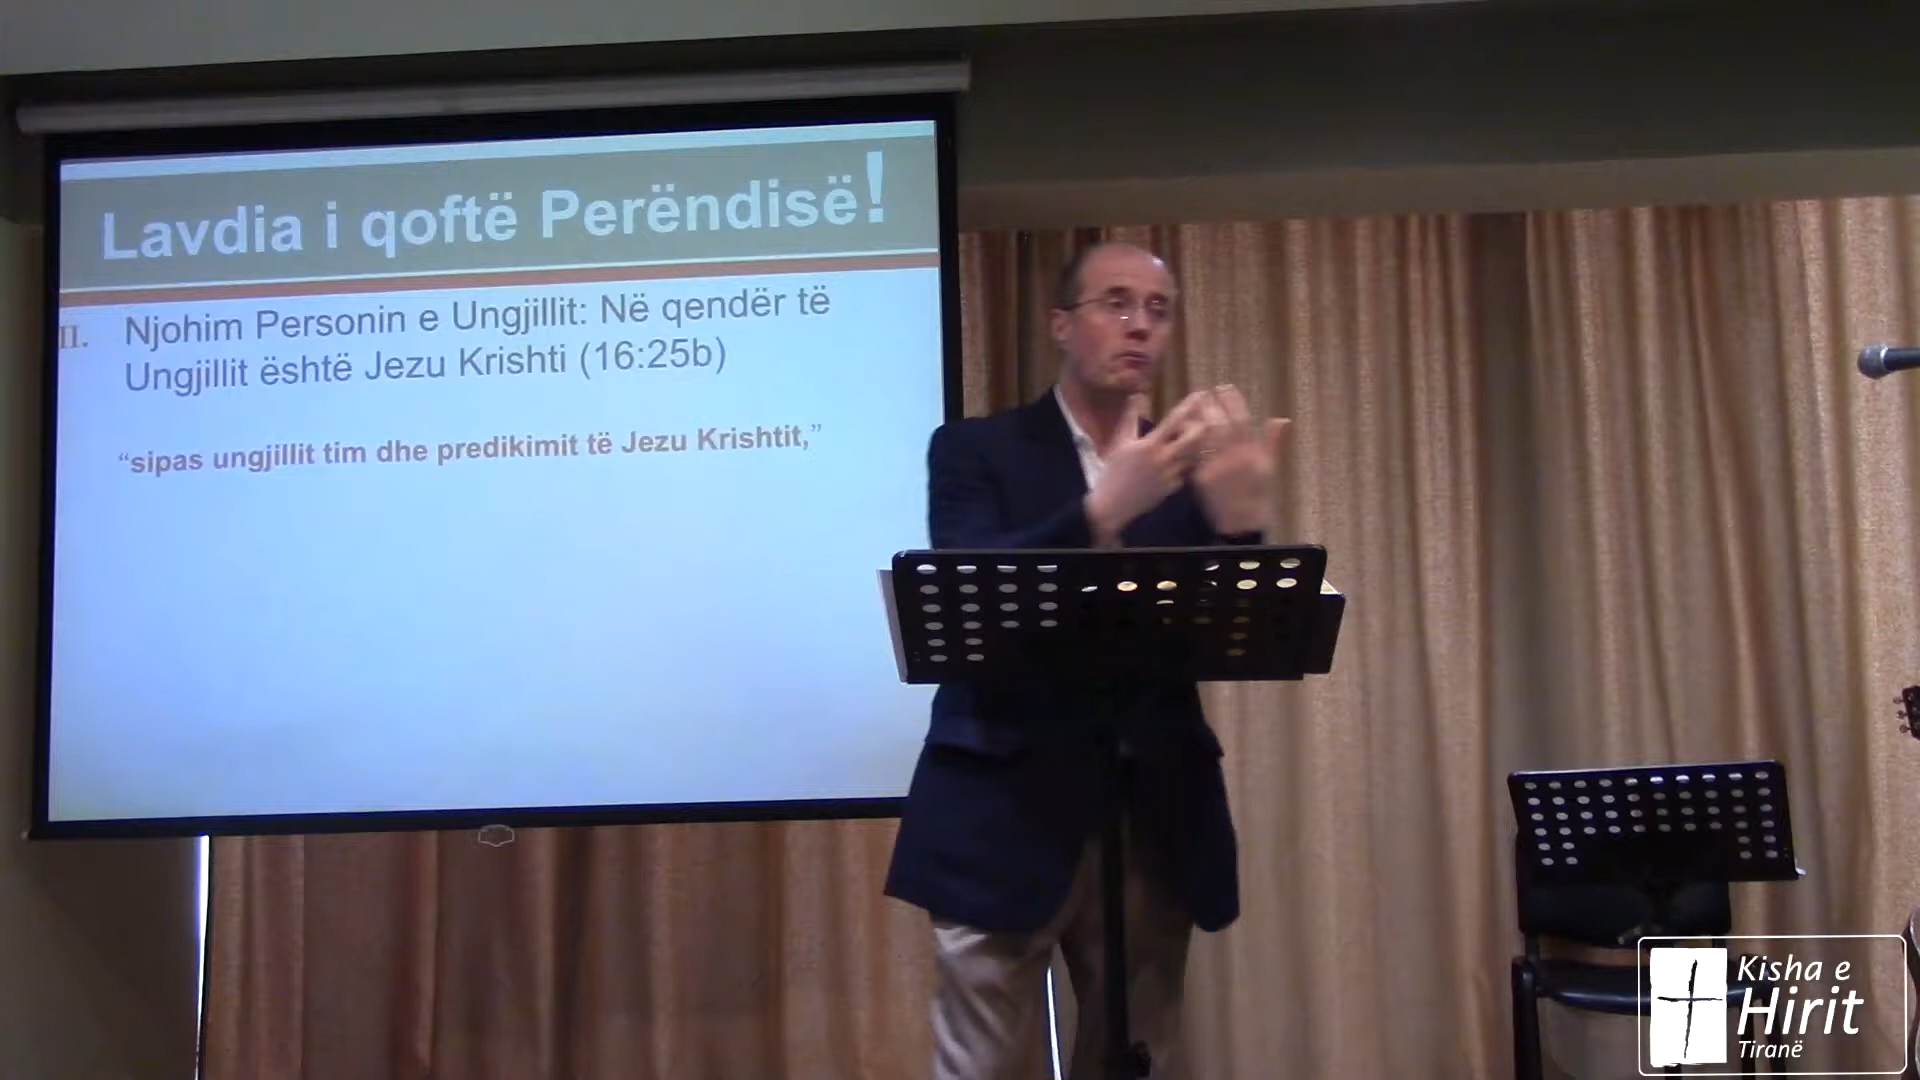 Lavdia i qoftë Perëndisë!
II. Njohim Personin e Ungjillit: Në qendër të
Ungjillit është Jezu Krishti (16:25b)
“sipas ungjillit tim dhe predikimit të Jezu Krishtit,”
Kisha e
Hirit
Tiranë